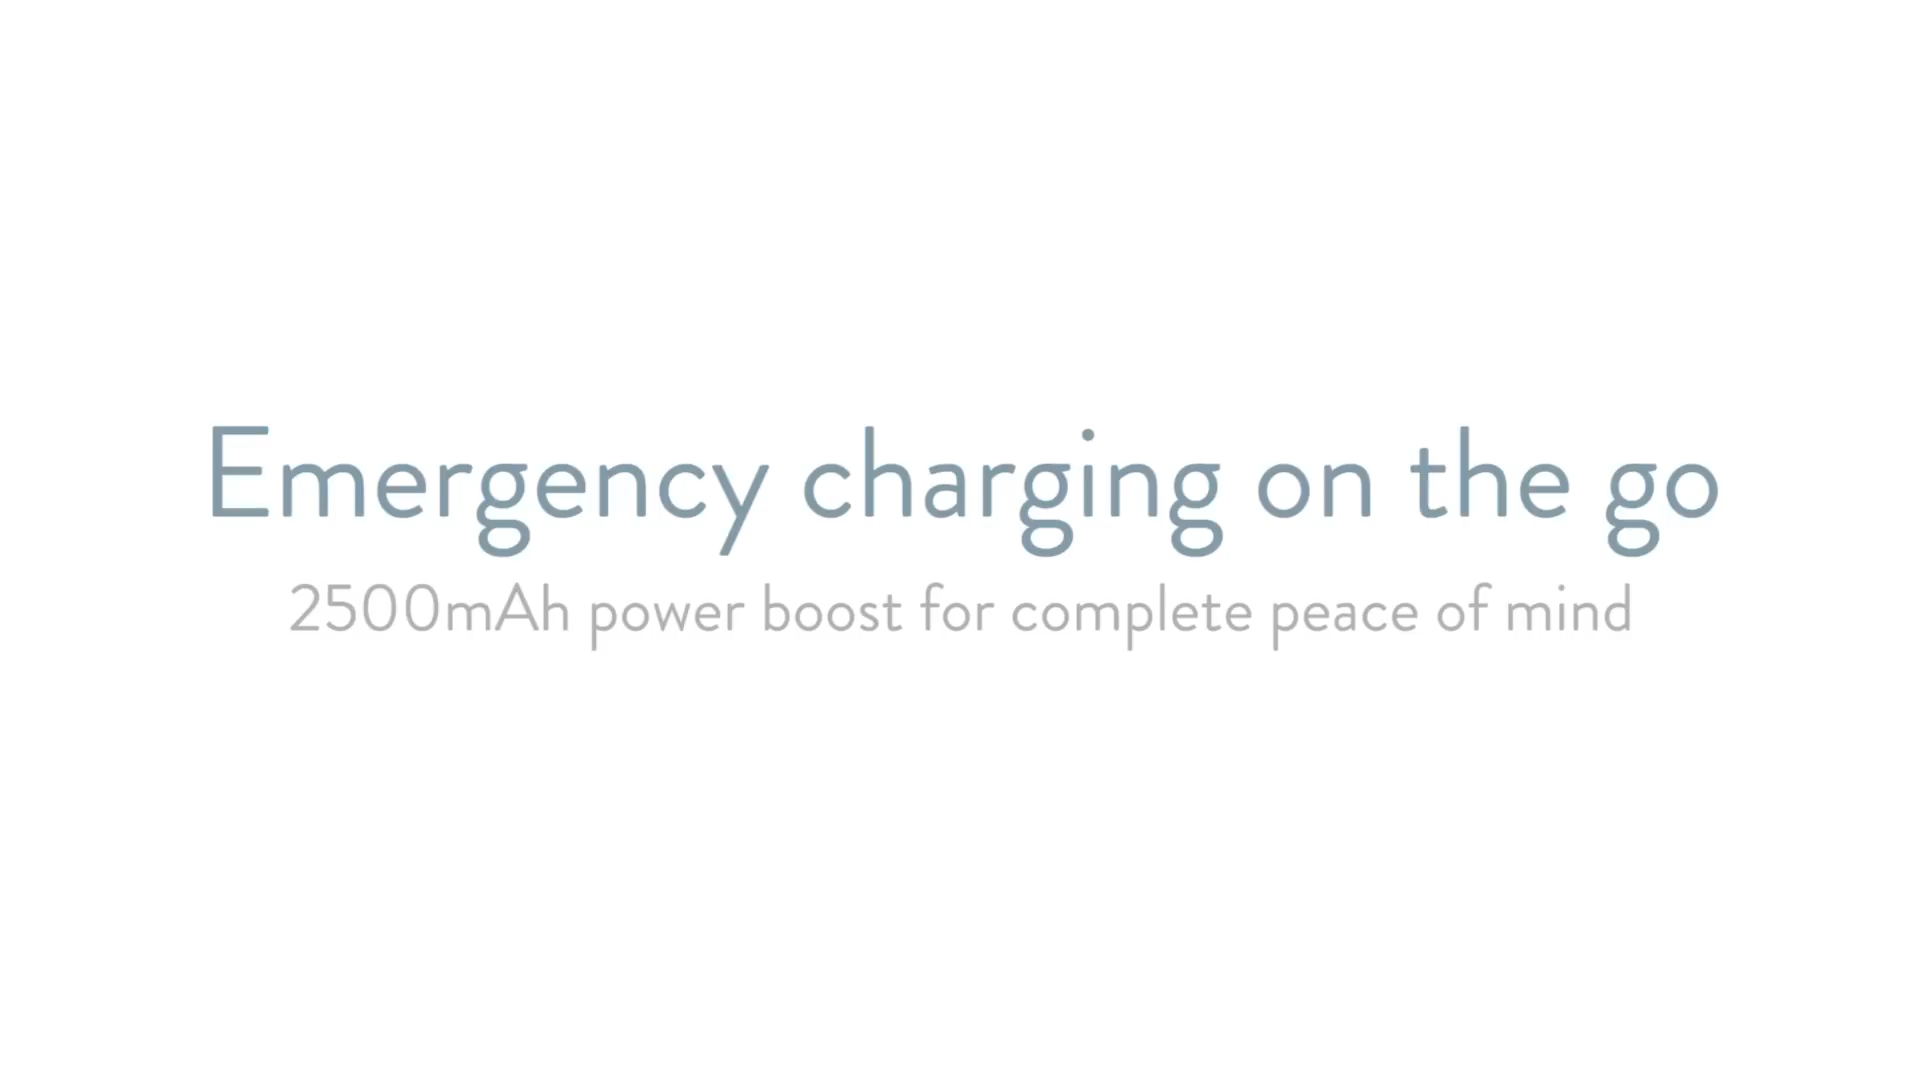 Emergency charging on the go
2500mAh power boost for complete peace of mind